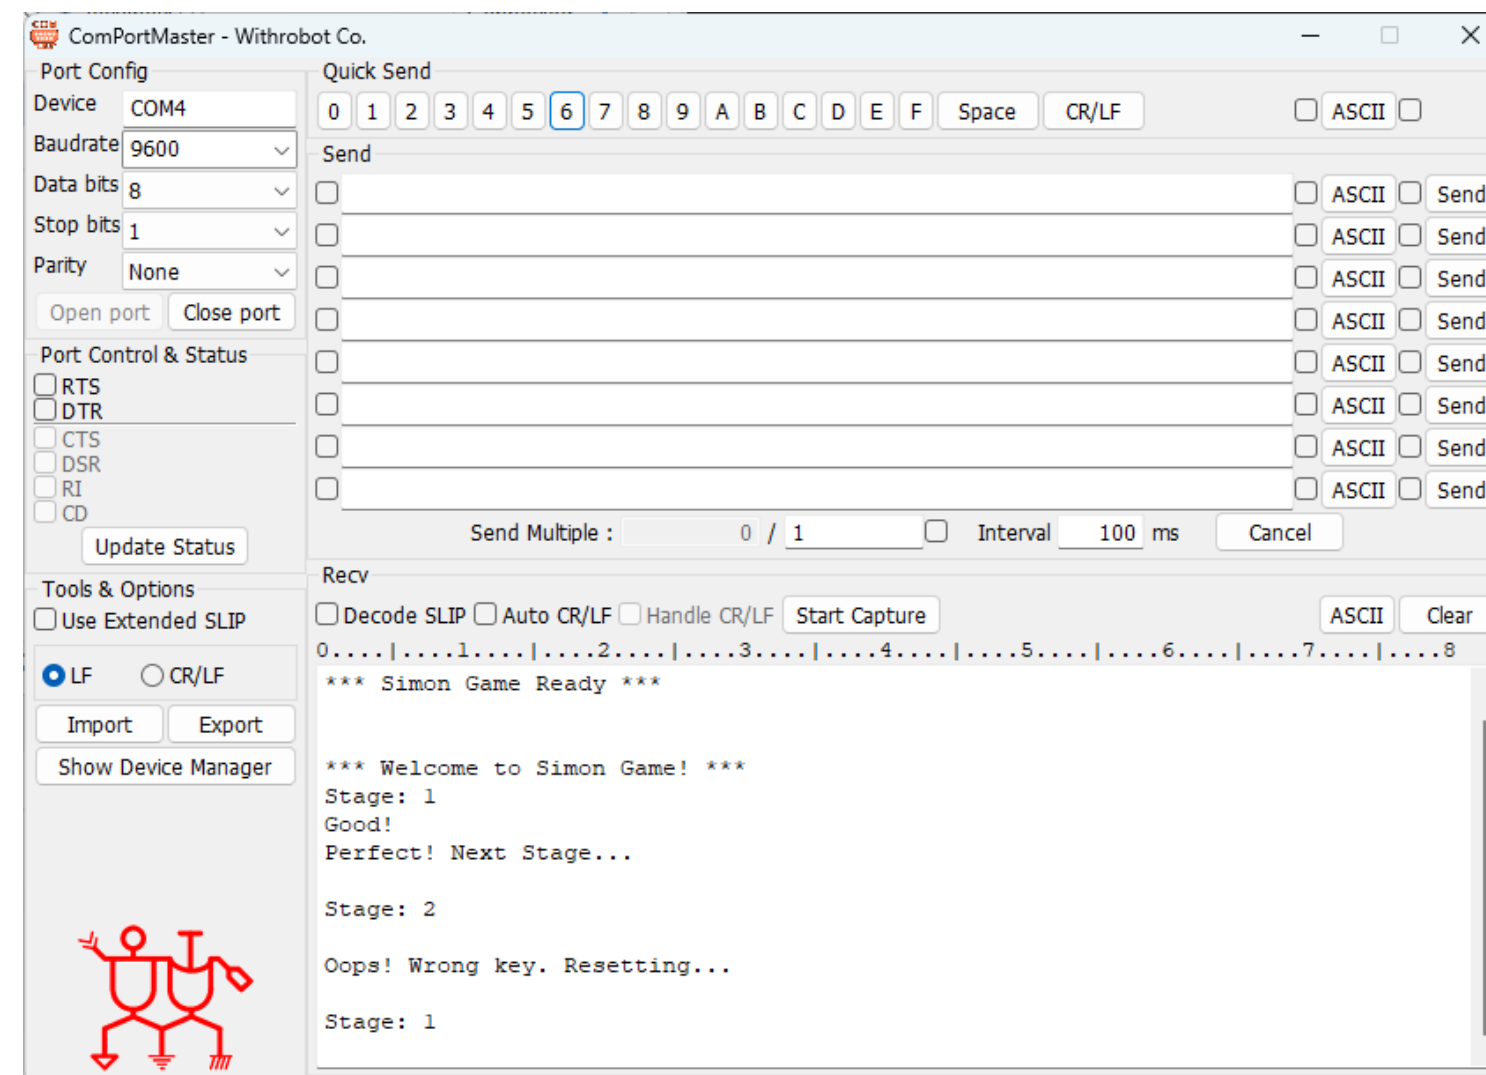 ComPortMaster - Withrobot Co.
Port Config
Device COM4
Baudrate 9600
Data bits 8
Stop bits 1
Parity None
Open port Close port
Port Control & Status
RTS
DTR
CTS
DSR
RI
CD
Update Status
Tools & Options
Use Extended SLIP
LF CR/LF
Import Export
Show Device Manager
Quick Send
0 1 2 3 4 5 6 7 8 9 A B C D E F Space CR/LF ASCII
Send
ASCII Send
ASCII Send
ASCII Send
ASCII Send
ASCII Send
ASCII Send
ASCII Send
ASCII Send
Send Multiple : 0 / 1 Interval 100 ms Cancel
Recv
Decode SLIP Auto CR/LF Handle CR/LF Start Capture ASCII Clear
0....|....1....|....2....|....3....|....4....|....5....|....6....|....7....|....8
*** Simon Game Ready ***
*** Welcome to Simon Game! ***
Stage: 1
Good!
Perfect! Next Stage...
Stage: 2
Oops! Wrong key. Resetting...
Stage: 1